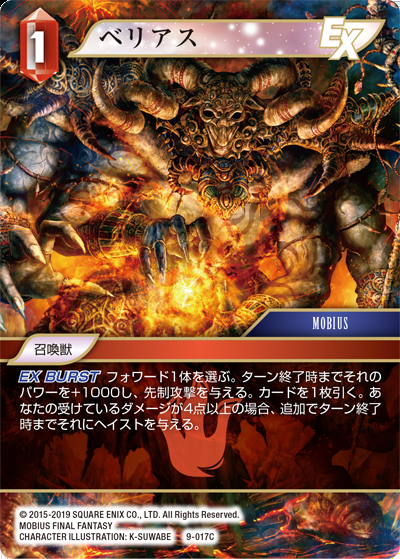 1
ベリアス
EX
MOBIUS
召喚獣
EX BURST フォワード1体を選ぶ。ターン終了時までそれの
パワーを+1000し、先制攻撃を与える。カードを1枚引く。あ
なたの受けているダメージが4点以上の場合、追加でターン終了
時までそれにヘイストを与える。
© 2015-2019 SQUARE ENIX CO., LTD. All Rights Reserved.
MOBIUS FINAL FANTASY
CHARACTER ILLUSTRATION: K-SUWABE 9-017C